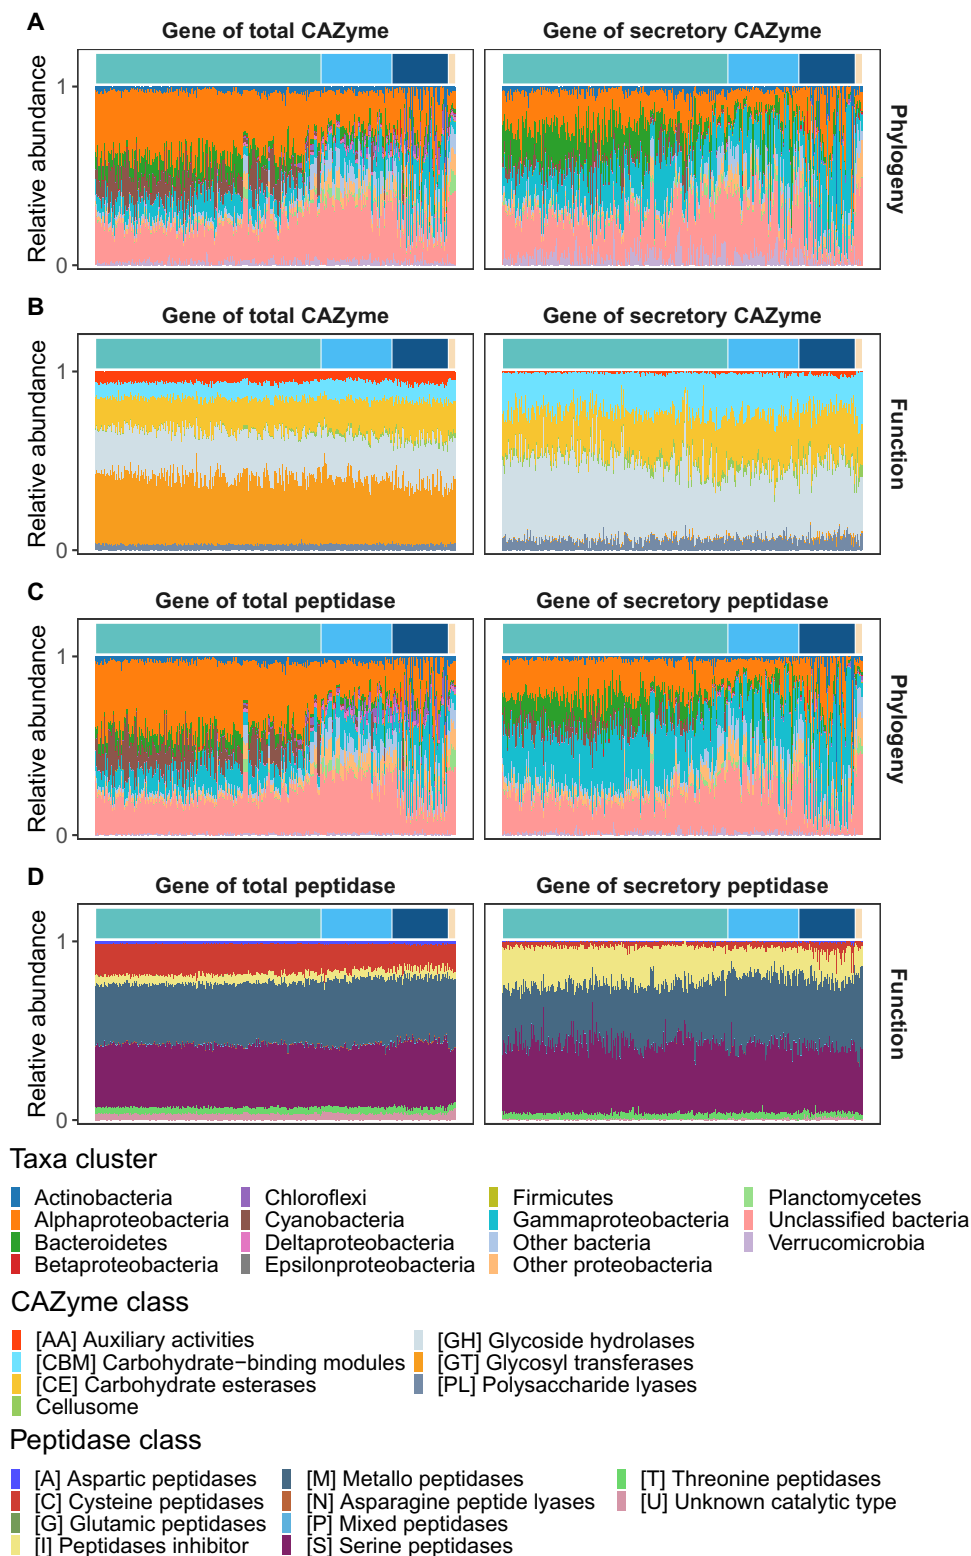 A
Gene of total CAZyme
Gene of secretory CAZyme
Relative abundance
1
0
Phylogeny
B
Gene of total CAZyme
Gene of secretory CAZyme
Relative abundance
1
0
Function
C
Gene of total peptidase
Gene of secretory peptidase
Relative abundance
1
0
Phylogeny
D
Gene of total peptidase
Gene of secretory peptidase
Relative abundance
1
0
Function
Taxa cluster
Actinobacteria Chloroflexi Firmicutes Planctomycetes
Alphaproteobacteria Cyanobacteria Gammaproteobacteria Unclassified bacteria
Bacteroidetes Deltaproteobacteria Other bacteria Verrucomicrobia
Betaproteobacteria Epsilonproteobacteria Other proteobacteria
CAZyme class
[AA] Auxiliary activities [GH] Glycoside hydrolases
[CBM] Carbohydrate−binding modules [GT] Glycosyl transferases
[CE] Carbohydrate esterases [PL] Polysaccharide lyases
Cellusome
Peptidase class
[A] Aspartic peptidases [M] Metallo peptidases [T] Threonine peptidases
[C] Cysteine peptidases [N] Asparagine peptide lyases [U] Unknown catalytic type
[G] Glutamic peptidases [P] Mixed peptidases
[I] Peptidases inhibitor [S] Serine peptidases